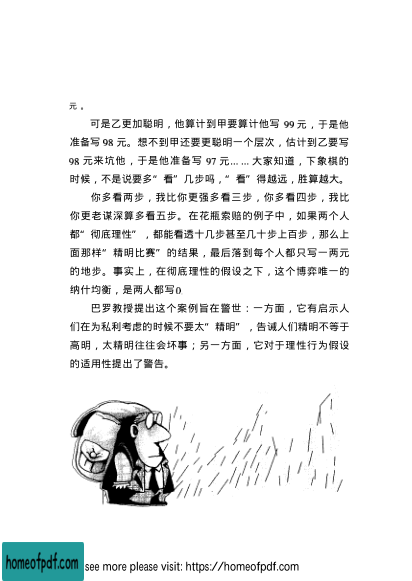 元 。
可是乙更加聪明，他算计到甲要算计他写 99 元，于是他
准备写 98 元。想不到甲还要更聪明一个层次，估计到乙要写
98 元来坑他，于是他准备写 97 元……大家知道，下象棋的
时候，不是说要多“看”几步吗，“看”得越远，胜算越大。
你多看两步，我比你更强多看三步，你多看四步，我比
你更老谋深算多看五步。在花瓶索赔的例子中，如果两个人
都“彻底理性”，都能看透十几步甚至几十步上百步，那么上
面那样“精明比赛”的结果，最后落到每个人都只写一两元
的地步。事实上，在彻底理性的假设之下，这个博弈唯一的
纳什均衡，是两人都写0
巴罗教授提出这个案例旨在警世：一方面，它有启示人
们在为私利考虑的时候不要太“精明”，告诫人们精明不等于
高明，太精明往往会坏事；另一方面，它对于理性行为假设
的适用性提出了警告。
homeofpdf.com
see more please visit: https://homeofpdf.com